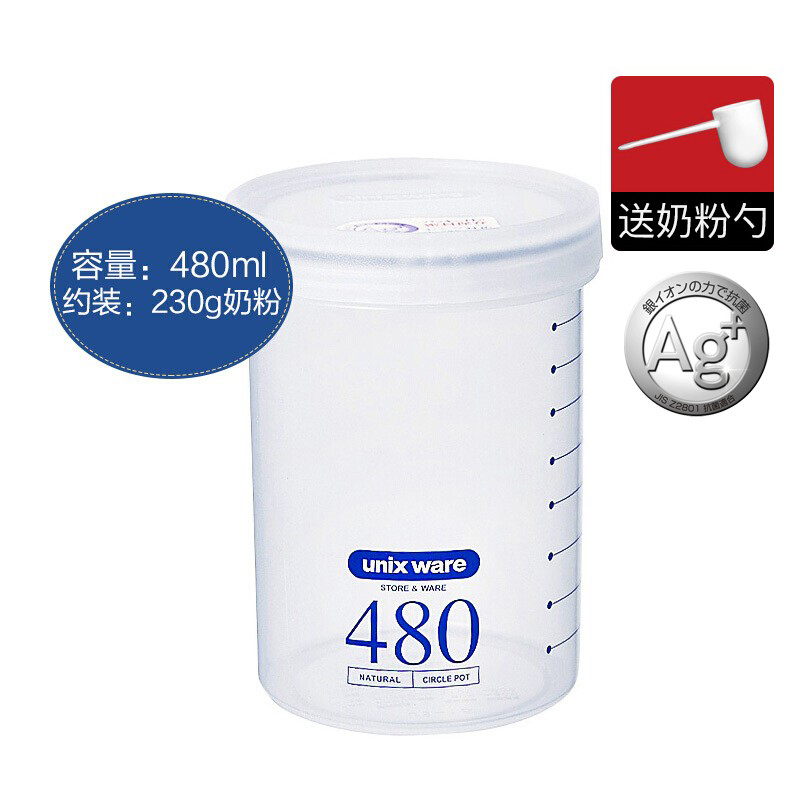 容量：480ml
约装：230g奶粉
送奶粉勺
銀イオンの力で抗菌
Ag+
JIS Z2801 抗菌適合
unix ware
STORE & WARE
480
NATURAL
CIRCLE POT